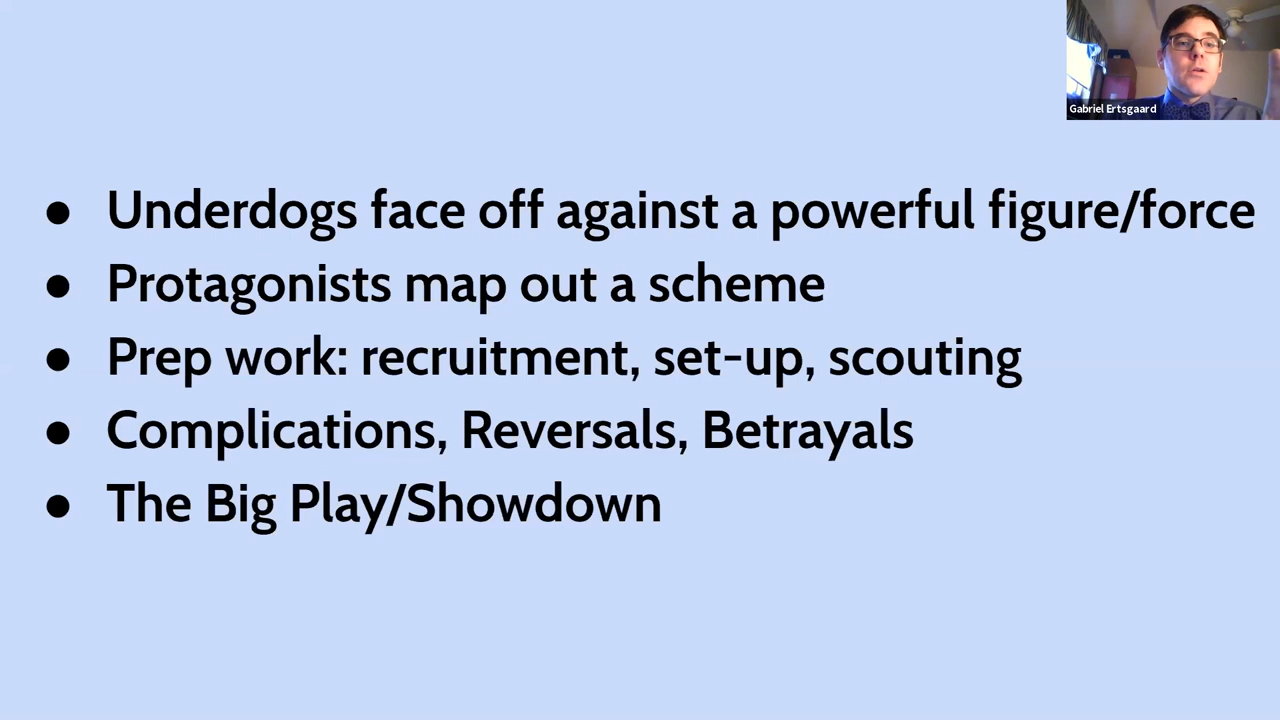 Gabriel Ertsgaard
● Underdogs face off against a powerful figure/force
● Protagonists map out a scheme
● Prep work: recruitment, set-up, scouting
● Complications, Reversals, Betrayals
● The Big Play/Showdown